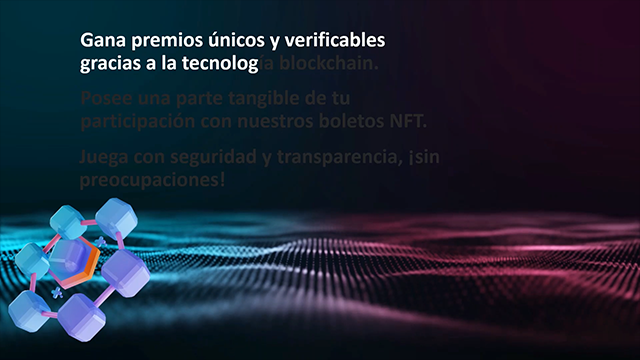 Gana premios únicos y verificables
gracias a la tecnología blockchain.
Posee una parte tangible de tu
participación con nuestros boletos NFT.
Juega con seguridad y transparencia, ¡sin
preocupaciones!